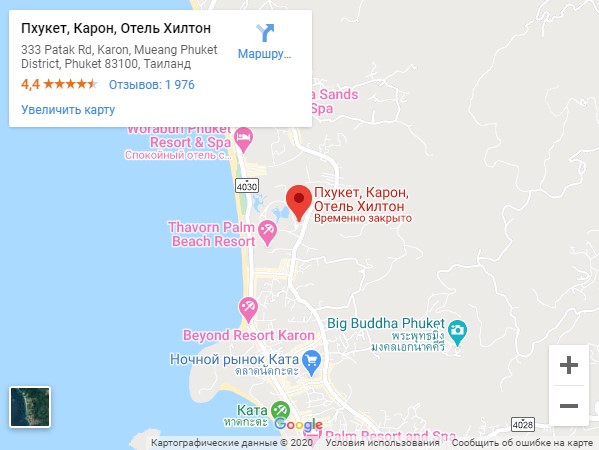 Пхукет, Карон, Отель Хилтон
333 Patak Rd, Karon, Mueang Phuket
District, Phuket 83100, Таиланд
Маршру...
4,4
Отзывов: 1 976
Увеличить карту
Sands
Spa
Woraburi Phuket
Resort & Spa
Спокойный отель с...
4030
Пхукет, Карон,
Отель Хилтон
Временно закрыто
Thavorn Palm
Beach Resort
Beyond Resort Karon
Big Buddha Phuket
พระพุทธมิ่ง
มงคลเอกนาคคีรี
Ночной рынок Ката
ตลาดนัดกะตะ
Ката
หาดกะตะ
Google
4028
Palm Resort and Spa
Картографические данные © 2020
Условия использования
Сообщить об ошибке на карте